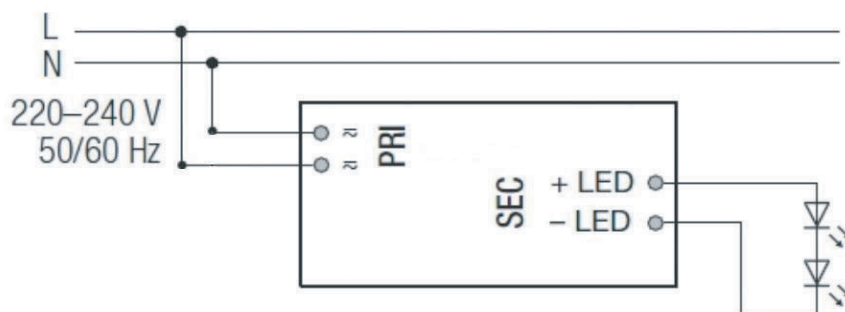 L
N
220–240 V
50/60 Hz
≂ PRI
≂
SEC
+ LED
– LED